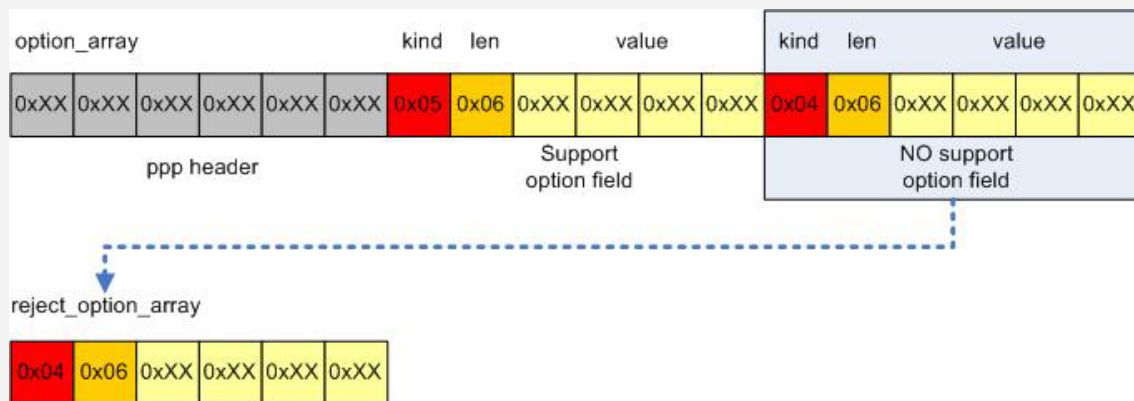 option_array kind len value kind len value
0xXX 0xXX 0xXX 0xXX 0xXX 0xXX 0x05 0x06 0xXX 0xXX 0xXX 0xXX 0x04 0x06 0xXX 0xXX 0xXX 0xXX
ppp header
Support
option field
NO support
option field
reject_option_array
0x04 0x06 0xXX 0xXX 0xXX 0xXX